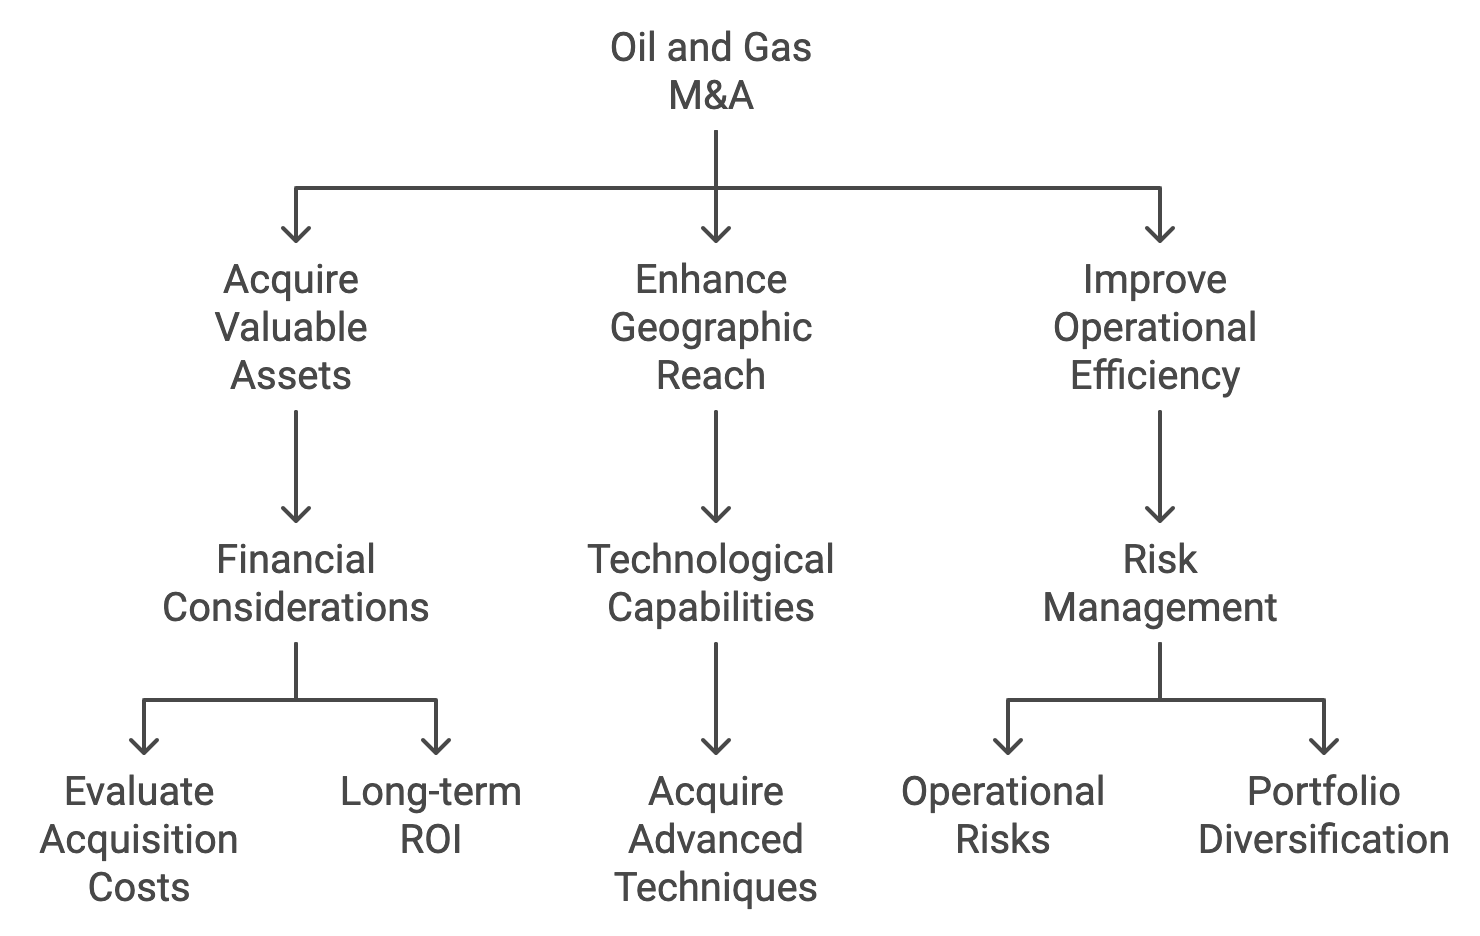 Oil and Gas
M&A
Acquire
Valuable
Assets
Enhance
Geographic
Reach
Improve
Operational
Efficiency
Financial
Considerations
Technological
Capabilities
Risk
Management
Evaluate
Acquisition
Costs
Long-term
ROI
Acquire
Advanced
Techniques
Operational
Risks
Portfolio
Diversification